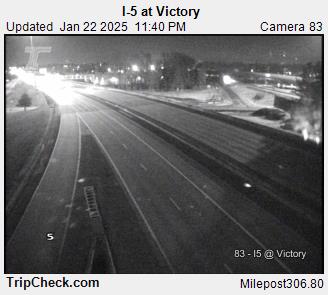 I-5 at Victory
Updated  Jan 22 2025  11:40 PM
Camera 83
S
83 - I5 @ Victory
TripCheck.com
Milepost306.80